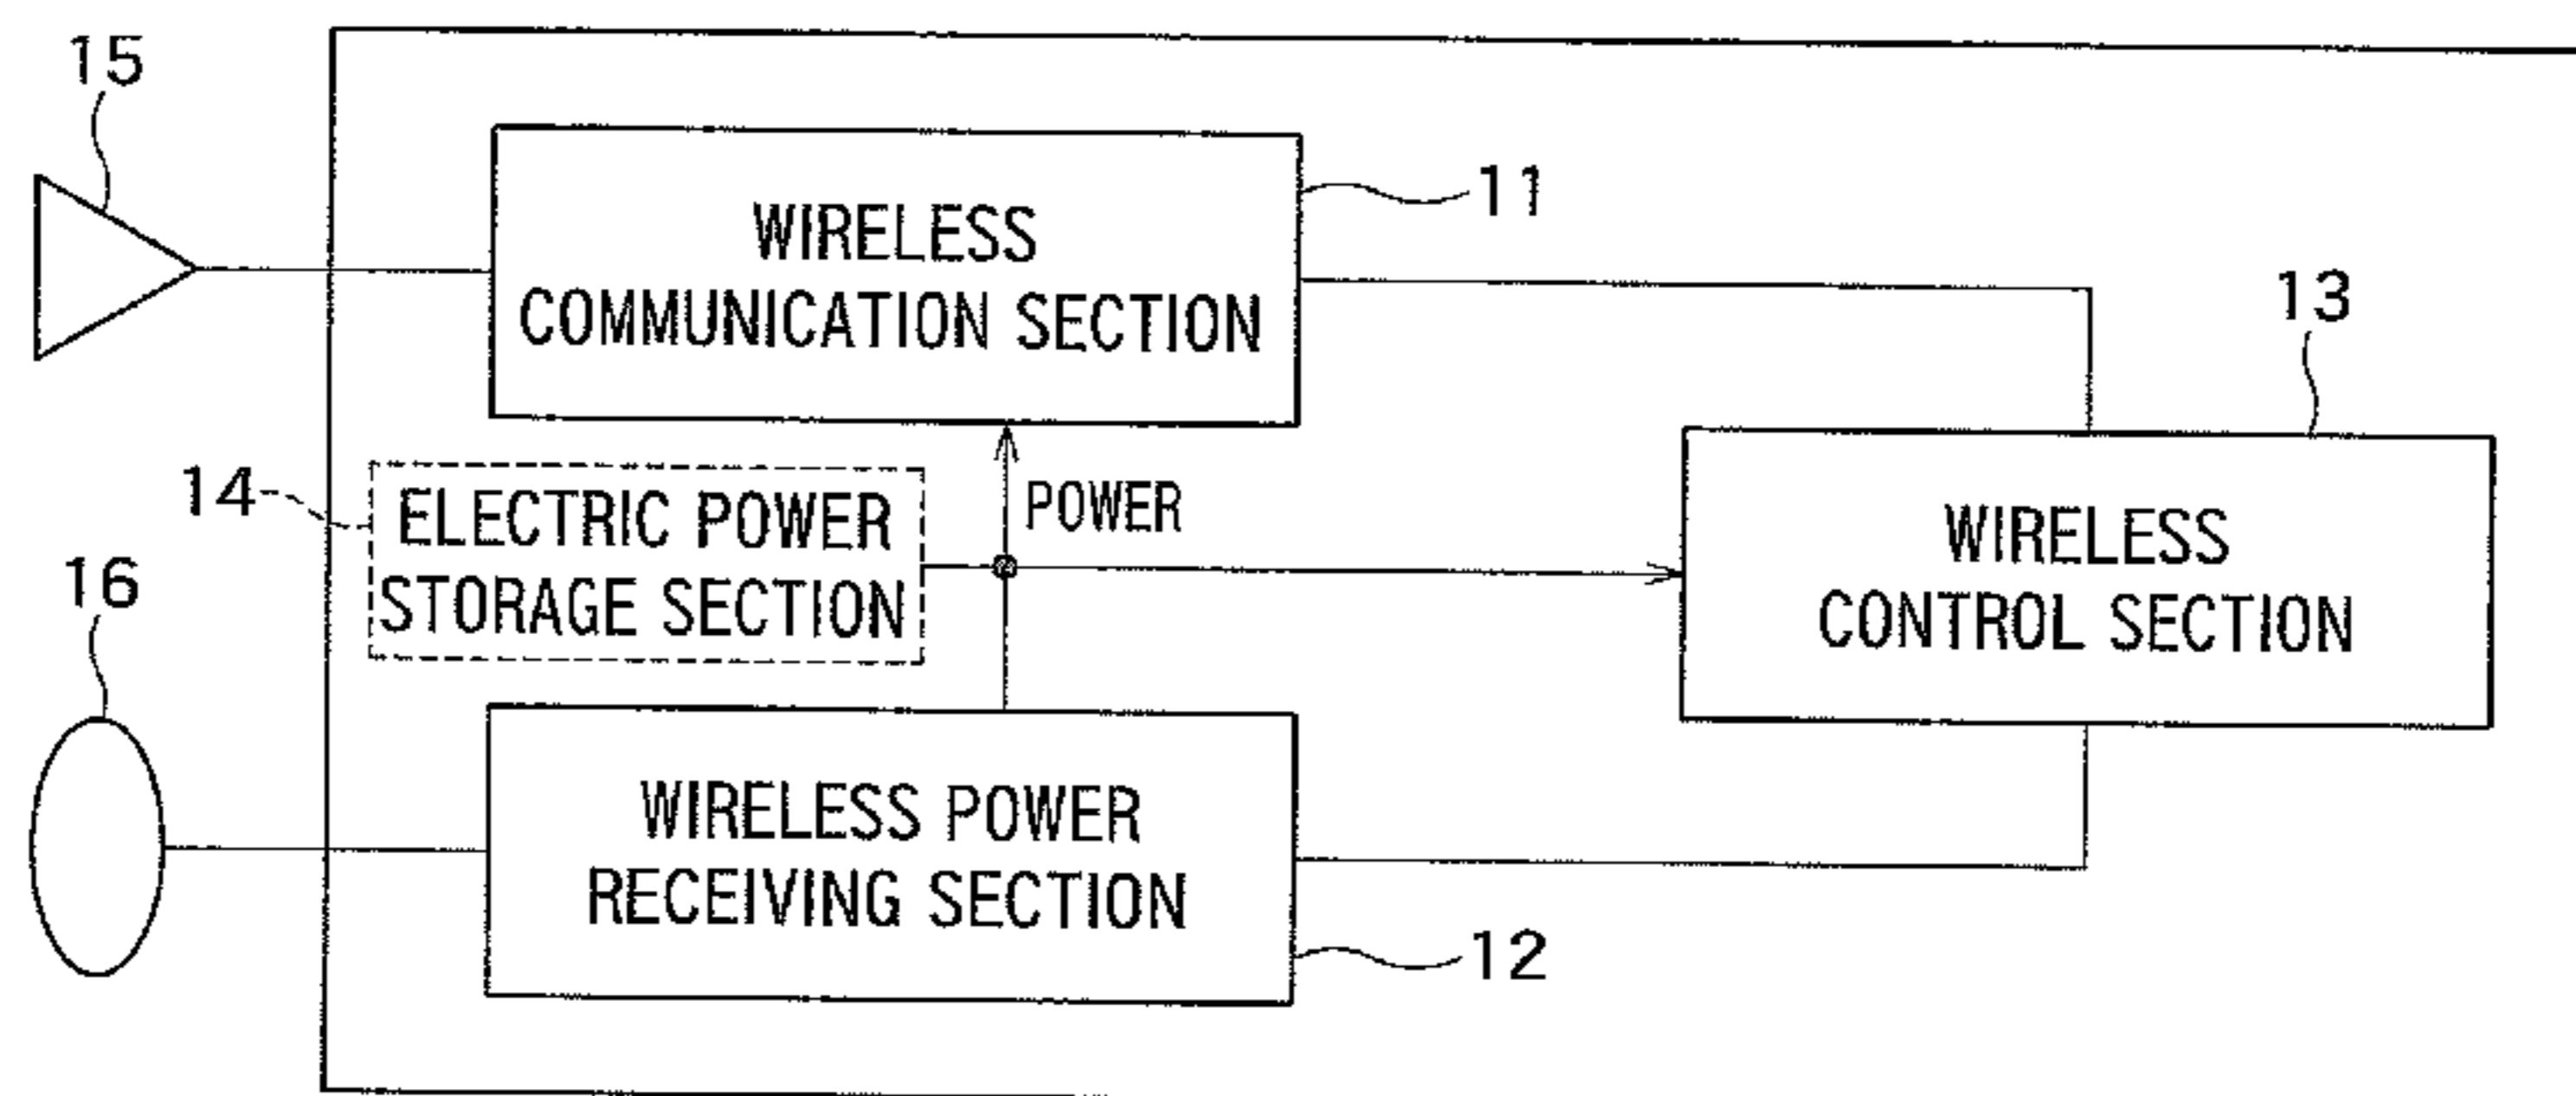 15
WIRELESS
COMMUNICATION SECTION
11
13
14
ELECTRIC POWER
STORAGE SECTION
POWER
WIRELESS
CONTROL SECTION
16
WIRELESS POWER
RECEIVING SECTION
12